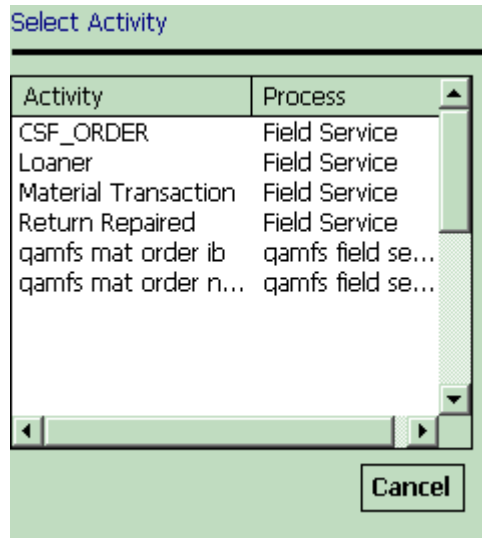 Select Activity
Activity Process
CSF_ORDER Field Service
Loaner Field Service
Material Transaction Field Service
Return Repaired Field Service
qamfs mat order ib qamfs field se...
qamfs mat order n... qamfs field se...
Cancel